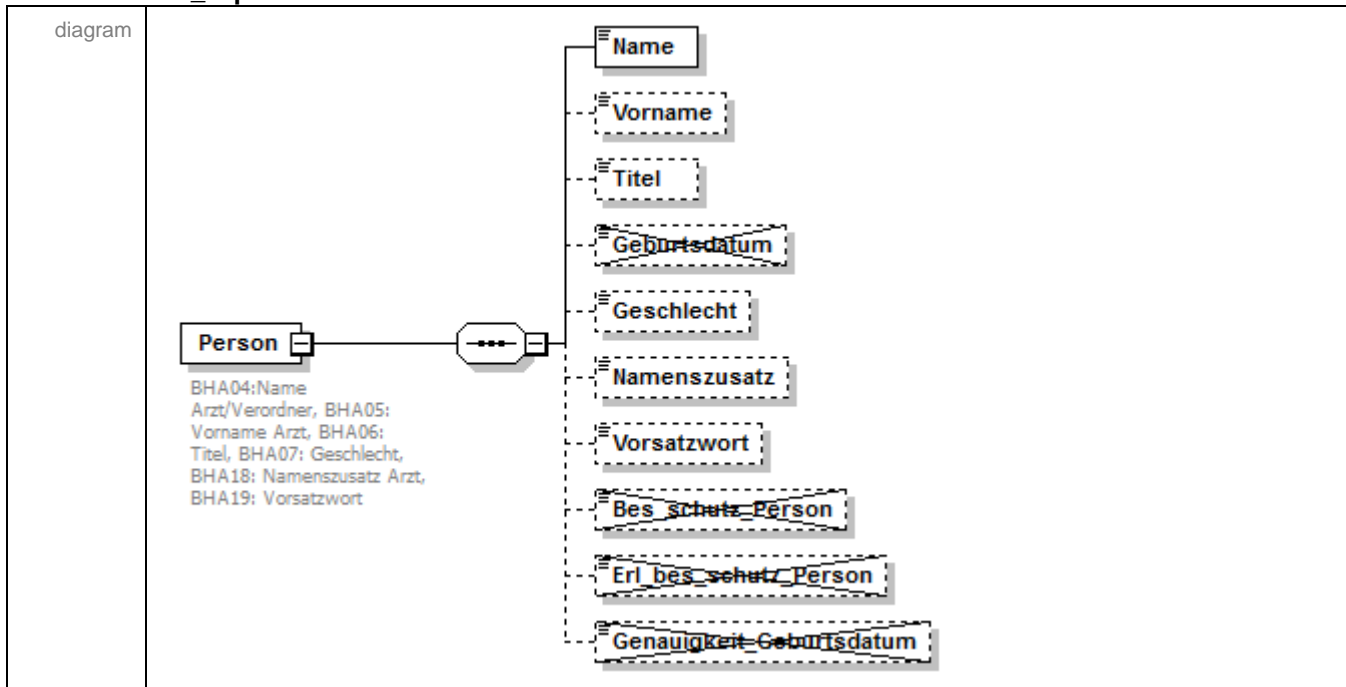 diagram
Name
Vorname
Titel
Geburtsdatum
Geschlecht
Person
Namenszusatz
BHA04:Name
Arzt/Verordner, BHA05:
Vorname Arzt, BHA06:
Titel, BHA07: Geschlecht,
BHA18: Namenszusatz Arzt,
BHA19: Vorsatzwort
Vorsatzwort
Bes_schutz_Person
Erl_bes_schutz_Person
Genauigkeit_Geburtsdatum